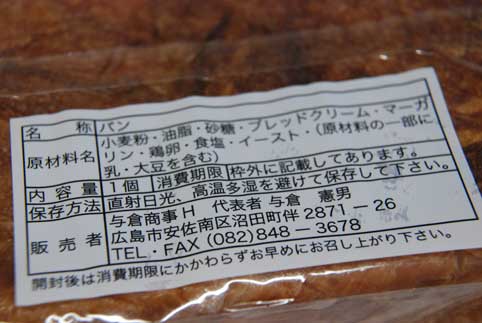 名 称 パン
原材料名 小麦粉・油脂・砂糖・ブレッドクリーム・マーガ
リン・鶏卵・食塩・イースト・(原材料の一部に
乳・大豆を含む)
内 容 量 1個 消費期限 枠外に記載してあります。
保存方法 直射日光、高温多湿を避けて保存して下さい。
販 売 者 与倉商事H 代表者 与倉 憲男
広島市安佐南区沼田町伴 2871-26
TEL・FAX (082)848-3678
開封後は消費期限にかかわらずお早めにお召し上がり下さい。